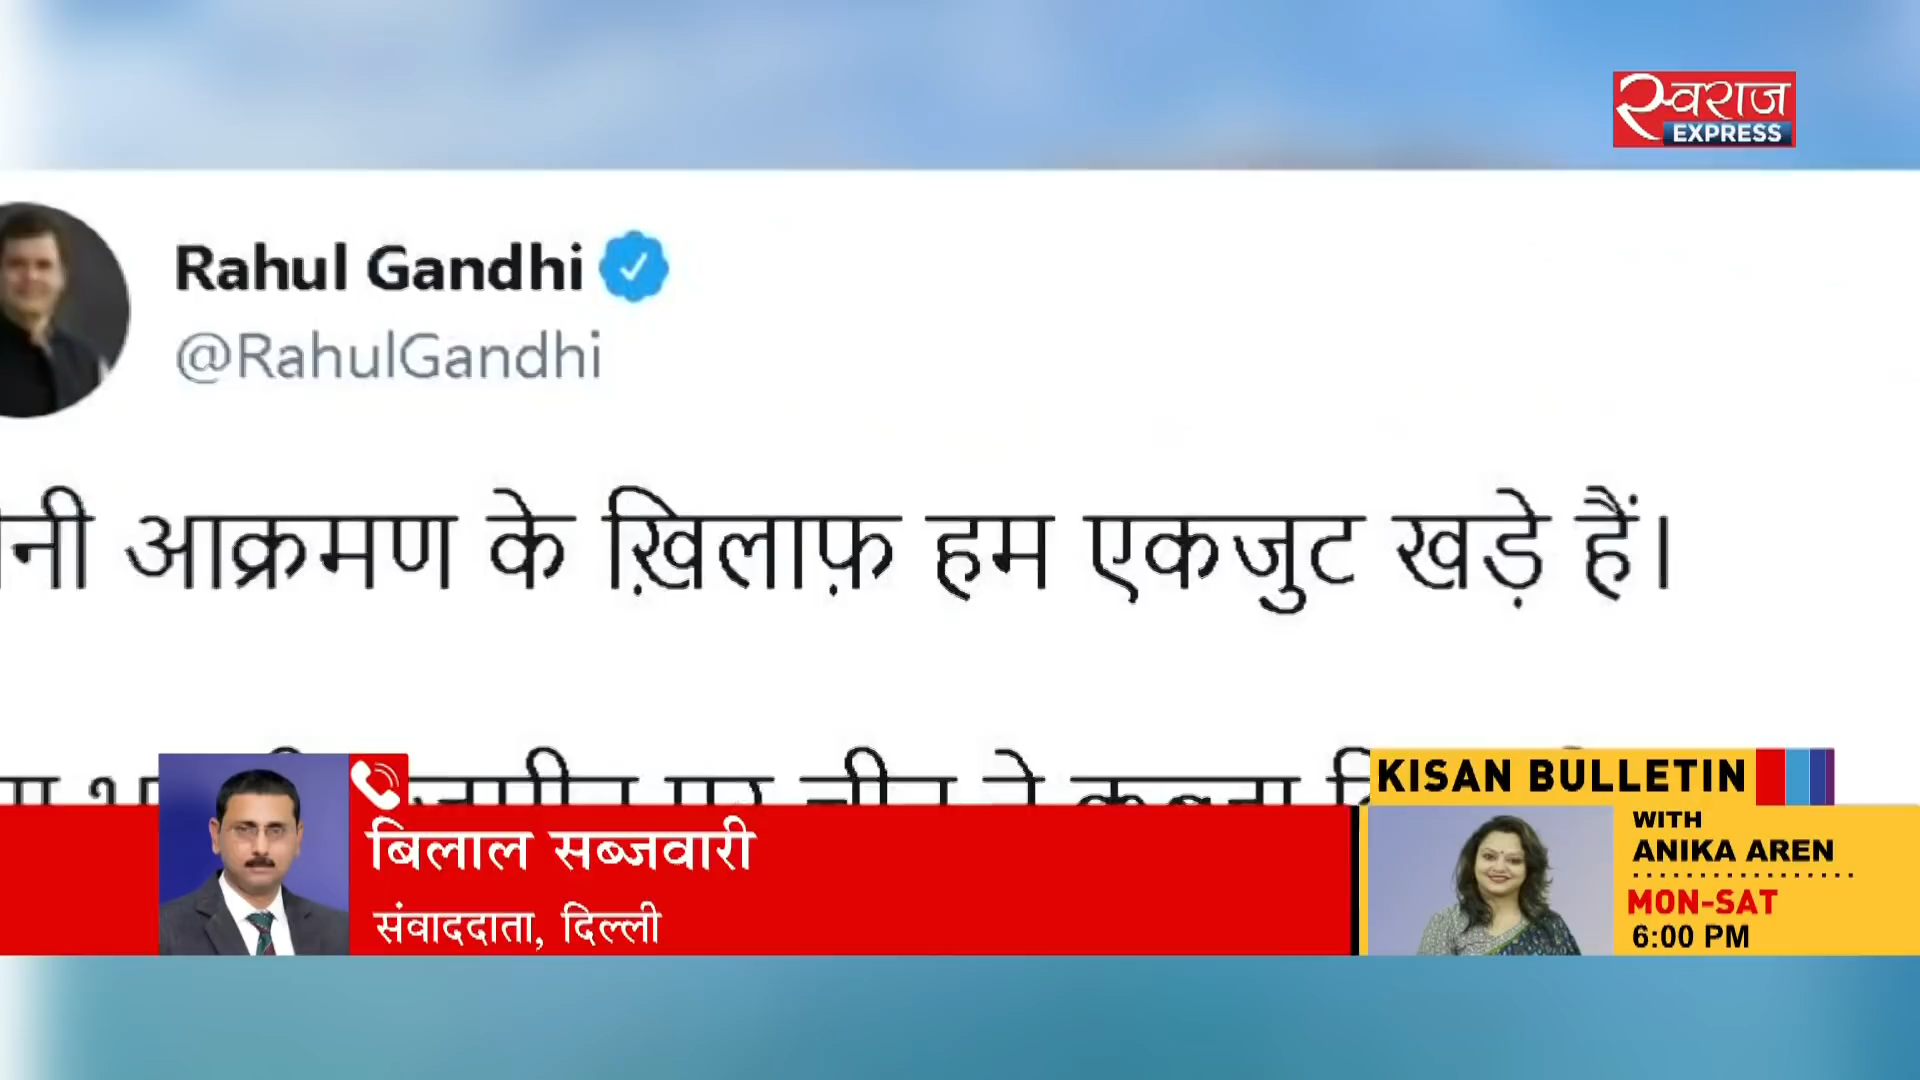 स्वराज
EXPRESS
Rahul Gandhi
@RahulGandhi
आक्रमण के ख़िलाफ़ हम एकजुट खड़े हैं।
बिलाल सब्जवारी
संवाददाता, दिल्ली
KISAN BULLETIN
WITH
ANIKA AREN
MON-SAT
6:00 PM